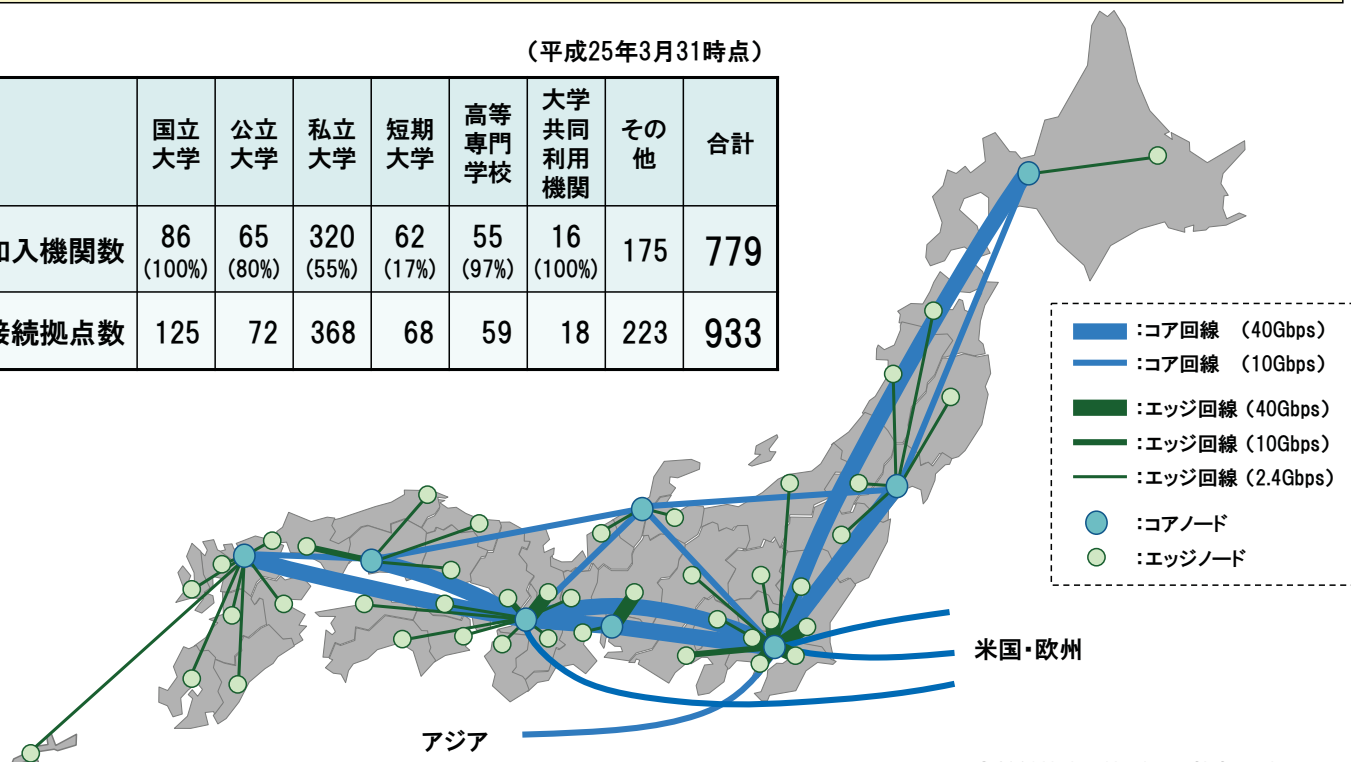 (平成25年3月31時点)
国立大学 公立大学 私立大学 短期大学 高等専門学校 大学共同利用機関 その他 合計
加入機関数 86 65 320 62 55 16 175 779
(100%) (80%) (55%) (17%) (97%) (100%)
接続拠点数 125 72 368 68 59 18 223 933
:コア回線 (40Gbps)
:コア回線 (10Gbps)
:エッジ回線(40Gbps)
:エッジ回線(10Gbps)
:エッジ回線(2.4Gbps)
:コアノード
:エッジノード
米国・欧州
アジア